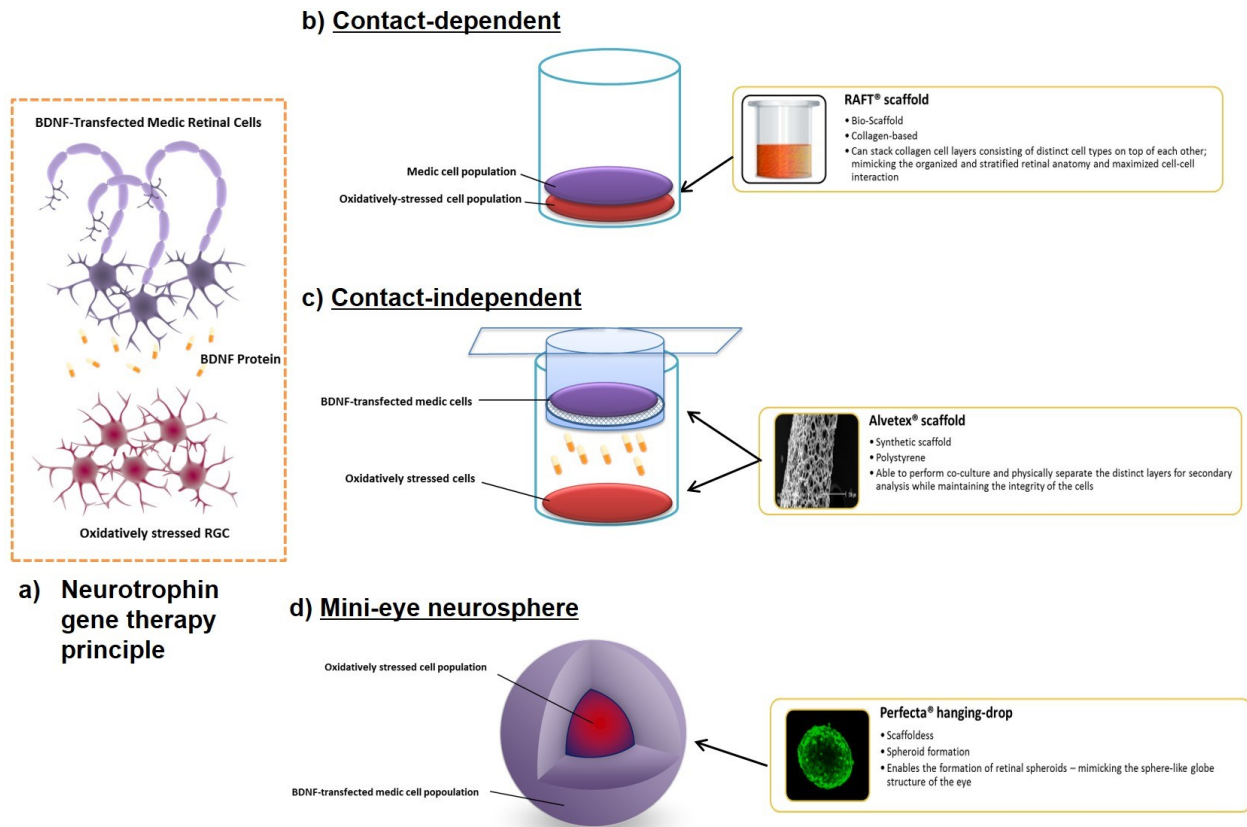 b) Contact-dependent
BDNF-Transfected Medic Retinal Cells
BDNF Protein
Oxidatively stressed RGC
a) Neurotrophin
gene therapy
principle
Medic cell population
Oxidatively-stressed cell population
RAFT® scaffold
• Bio-Scaffold
• Collagen-based
• Can stack collagen cell layers consisting of distinct cell types on top of each other;
mimicking the organized and stratified retinal anatomy and maximized cell-cell
interaction
c) Contact-independent
BDNF-transfected medic cells
Oxidatively stressed cells
Alvetex® scaffold
• Synthetic scaffold
• Polystyrene
• Able to perform co-culture and physically separate the distinct layers for secondary
analysis while maintaining the integrity of the cells
d) Mini-eye neurosphere
Oxidatively stressed cell population
BDNF-transfected medic cell popoulation
Perfecta® hanging-drop
• Scaffoldess
• Spheroid formation
• Enables the formation of retinal spheroids – mimicking the sphere-like globe
structure of the eye